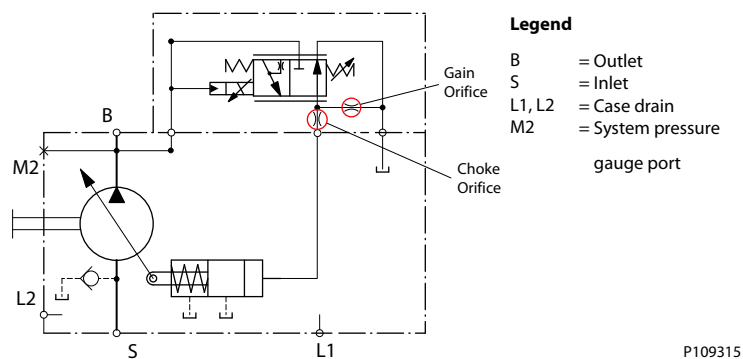 B
M2
L2
S
L1
Gain
Orifice
Choke
Orifice
Legend
B = Outlet
S = Inlet
L1, L2 = Case drain
M2 = System pressure
gauge port
P109315